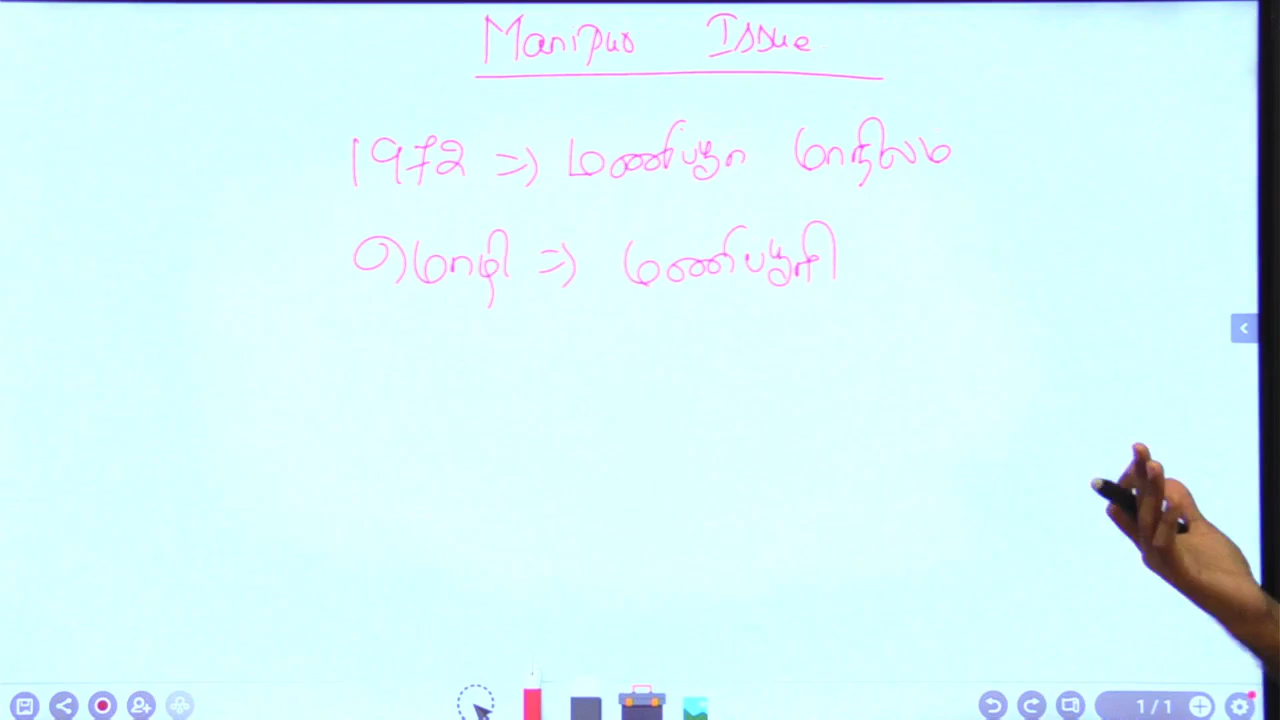 Manipur Issue
1972 => மணிப்பூர் மாநிலம்
மொழி => மணிப்பூரி
1/1